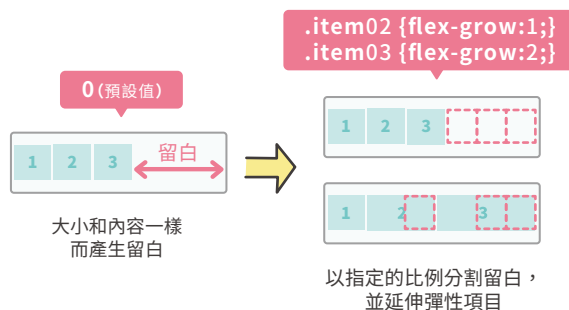 .item02 {flex-grow:1;}
.item03 {flex-grow:2;}
0(預設值)
1 2 3 留白
大小和內容一樣
而產生留白
1 2 3
1 2 3
以指定的比例分割留白，
並延伸彈性項目